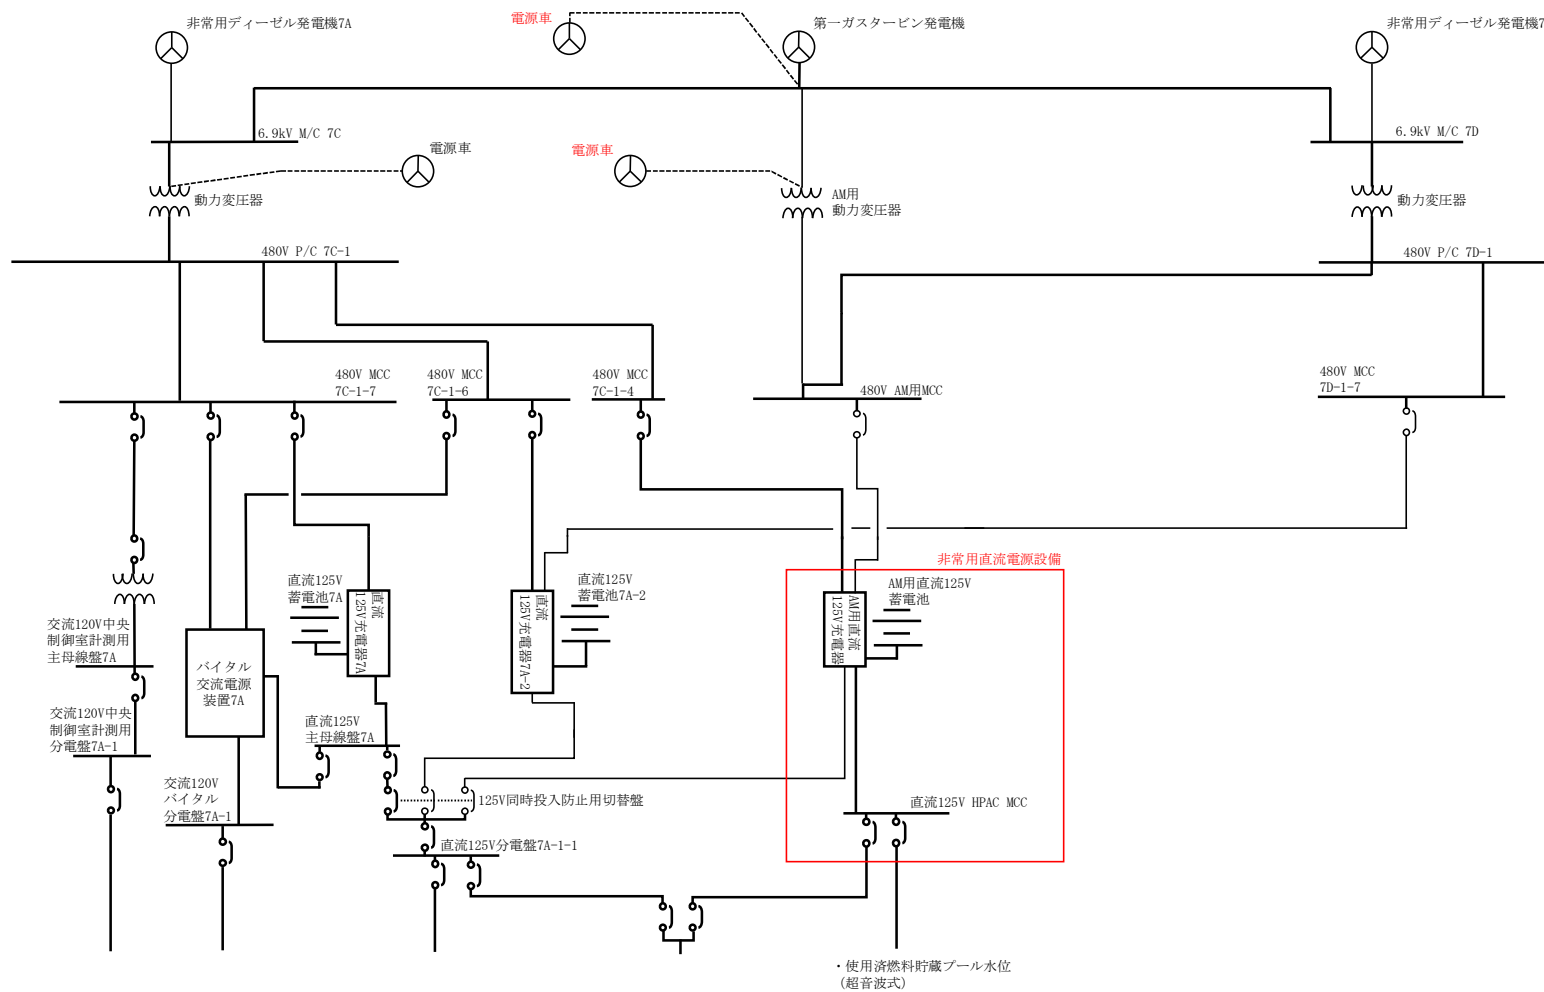 非常用ディーゼル発電機7A
電源車
第一ガスタービン発電機
非常用ディーゼル発電機7
6.9kV M/C 7C
電源車
電源車
6.9kV M/C 7D
動力変圧器
AM用
動力変圧器
動力変圧器
480V P/C 7C-1
480V P/C 7D-1
480V MCC
7C-1-7
480V MCC
7C-1-6
480V MCC
7C-1-4
480V AM用MCC
480V MCC
7D-1-7
非常用直流電源設備
直流125V
蓄電池7A
直流
125V充電器7A
直流
125V充電器7A-2
直流125V
蓄電池7A-2
AM用直流
125V充電器
AM用直流125V
蓄電池
交流120V中央
制御室計測用
主母線盤7A
バイタル
交流電源
装置7A
交流120V中央
制御室計測用
分電盤7A-1
直流125V
主母線盤7A
交流120V
バイタル
分電盤7A-1
125V同時投入防止用切替盤
直流125V HPAC MCC
直流125V分電盤7A-1-1
・使用済燃料貯蔵プール水位
(超音波式)